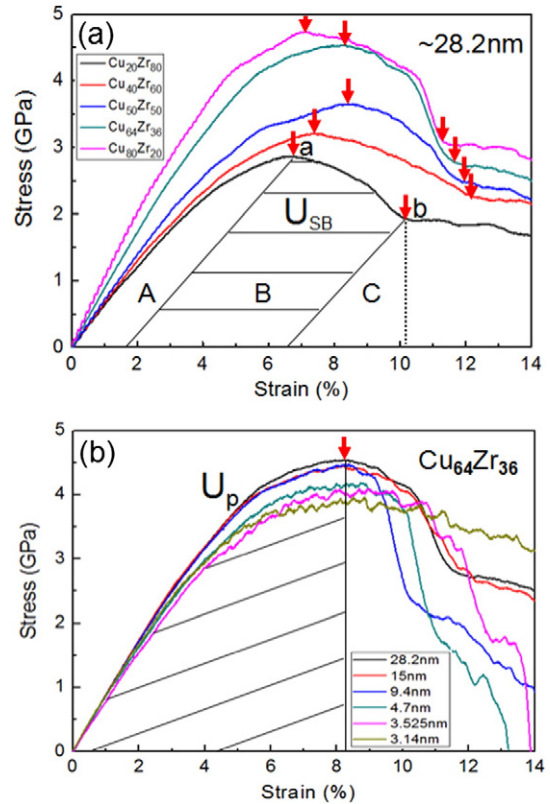 (a)
~28.2nm
Cu20Zr80
Cu40Zr60
Cu50Zr50
Cu64Zr36
Cu80Zr20
Stress (GPa)
5
4
3
2
1
0
a
b
USB
A
B
C
0 2 4 6 8 10 12 14
Strain (%)
(b)
Cu64Zr36
Up
Stress (GPa)
5
4
3
2
1
0
28.2nm
15nm
9.4nm
4.7nm
3.525nm
3.14nm
0 2 4 6 8 10 12 14
Strain (%)